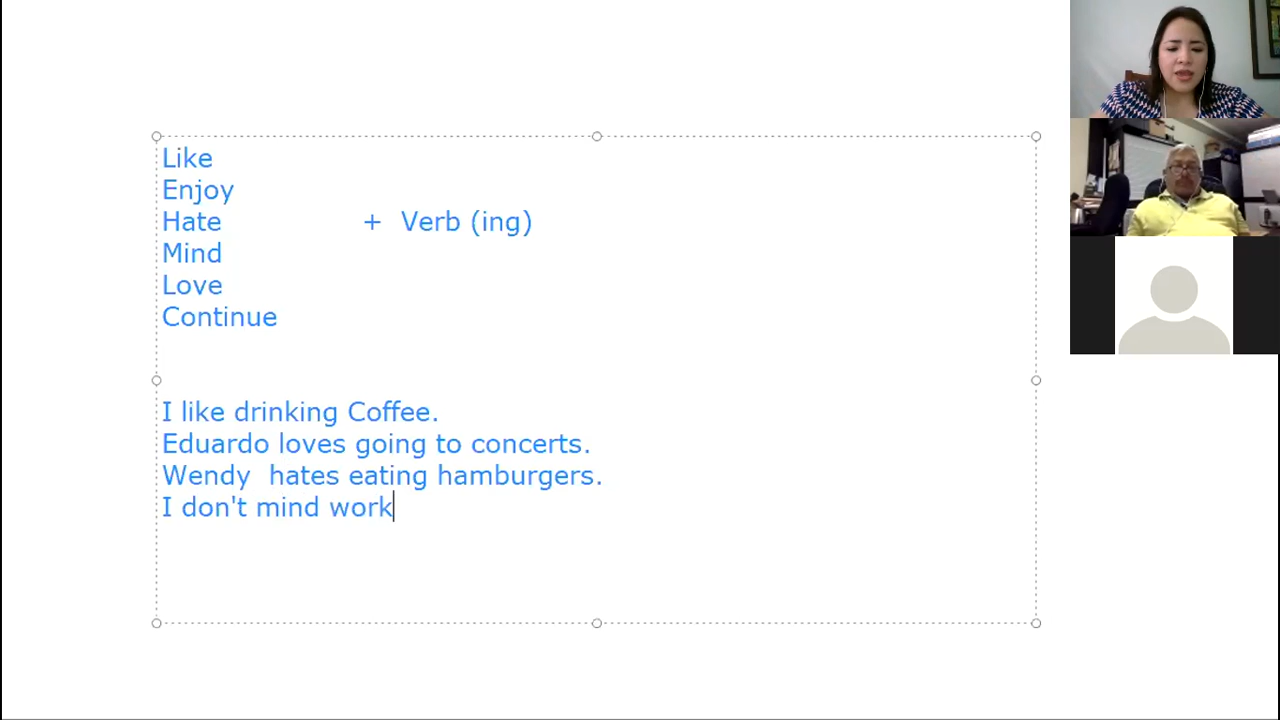 Like
Enjoy
Hate + Verb (ing)
Mind
Love
Continue
I like drinking Coffee.
Eduardo loves going to concerts.
Wendy hates eating hamburgers.
I don't mind work